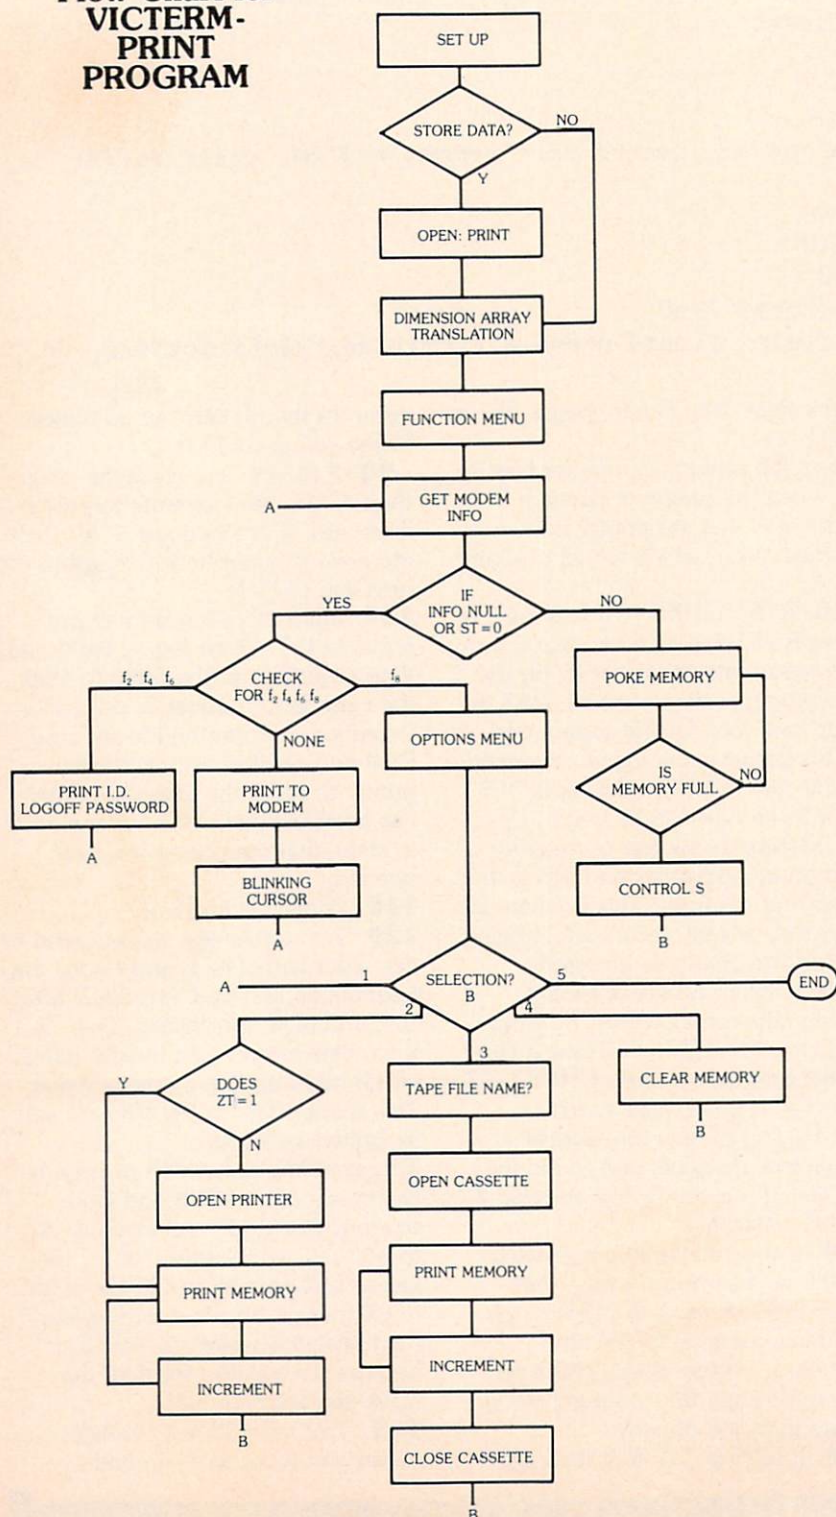 VICTERM-
PRINT
PROGRAM
SET UP
STORE DATA?
NO
Y
OPEN: PRINT
DIMENSION ARRAY
TRANSLATION
FUNCTION MENU
A
GET MODEM
INFO
YES
IF
INFO NULL
OR ST = 0
NO
f₂ f₄ f₆
CHECK
FOR f₂ f₄ f₆ f₈
f₈
POKE MEMORY
NONE
OPTIONS MENU
PRINT I.D.
LOGOFF PASSWORD
PRINT TO
MODEM
IS
MEMORY FULL
NO
A
BLINKING
CURSOR
CONTROL S
A
B
A
1
SELECTION?
B
5
END
2
4
3
Y
DOES
ZT = 1
TAPE FILE NAME?
CLEAR MEMORY
N
B
OPEN PRINTER
OPEN CASSETTE
PRINT MEMORY
PRINT MEMORY
INCREMENT
INCREMENT
B
CLOSE CASSETTE
B